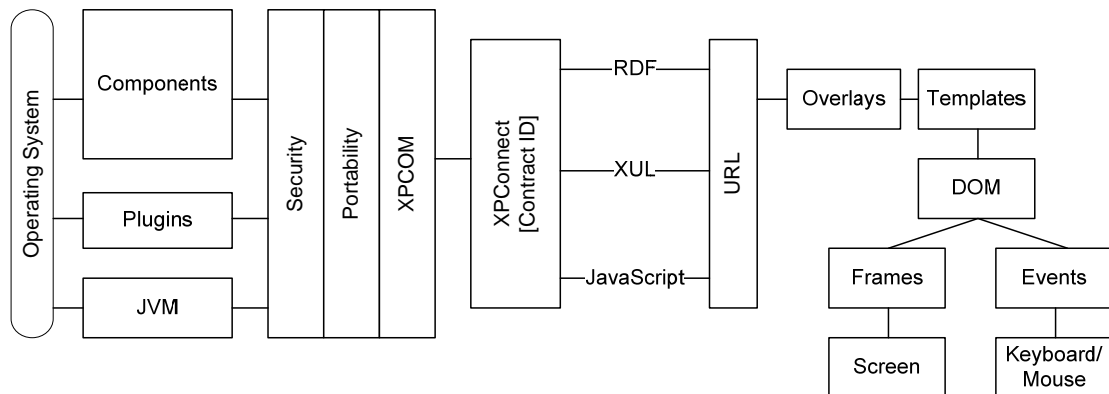 Operating System
Components
Plugins
JVM
Security
Portability
XPCOM
XPConnect
[Contract ID]
RDF
XUL
JavaScript
URL
Overlays
Templates
DOM
Frames
Events
Screen
Keyboard/
Mouse